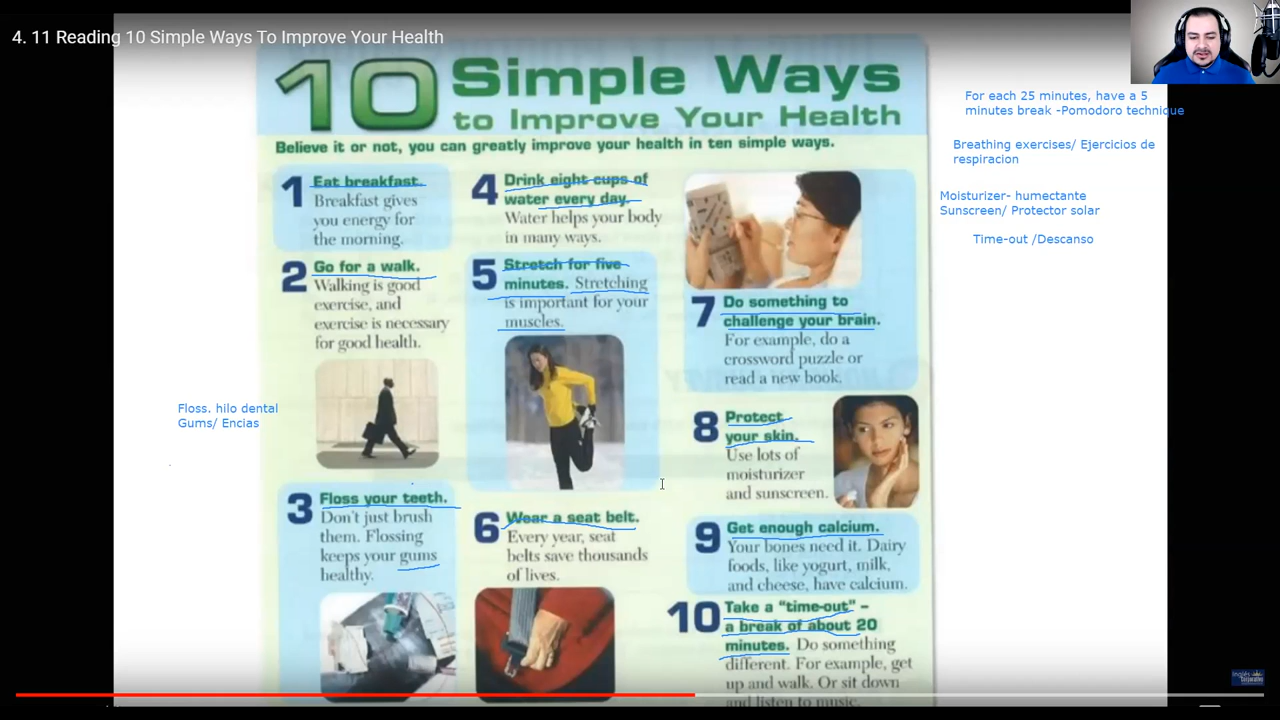 4. 11 Reading 10 Simple Ways To Improve Your Health
10 Simple Ways
to Improve Your Health
Believe it or not, you can greatly improve your health in ten simple ways.
1 Eat breakfast.
Breakfast gives
you energy for
the morning.
2 Go for a walk.
Walking is good
exercise, and
exercise is necessary
for good health.
3 Floss your teeth.
Don't just brush
them. Flossing
keeps your gums
healthy.
4 Drink eight cups of
water every day.
Water helps your body
in many ways.
5 Stretch for five
minutes. Stretching
is important for your
muscles.
6 Wear a seat belt.
Every year, seat
belts save thousands
of lives.
7 Do something to
challenge your brain.
For example, do a
crossword puzzle or
read a new book.
8 Protect
your skin.
Use lots of
moisturizer
and sunscreen.
9 Get enough calcium.
Your bones need it. Dairy
foods, like yogurt, milk,
and cheese, have calcium.
10 Take a “time-out” –
a break of about 20
minutes. Do something
different. For example, get
up and walk. Or sit down
and listen to music.
For each 25 minutes, have a 5
minutes break -Pomodoro technique
Breathing exercises/ Ejercicios de
respiracion
Moisturizer- humectante
Sunscreen/ Protector solar
Time-out /Descanso
Floss. hilo dental
Gums/ Encias